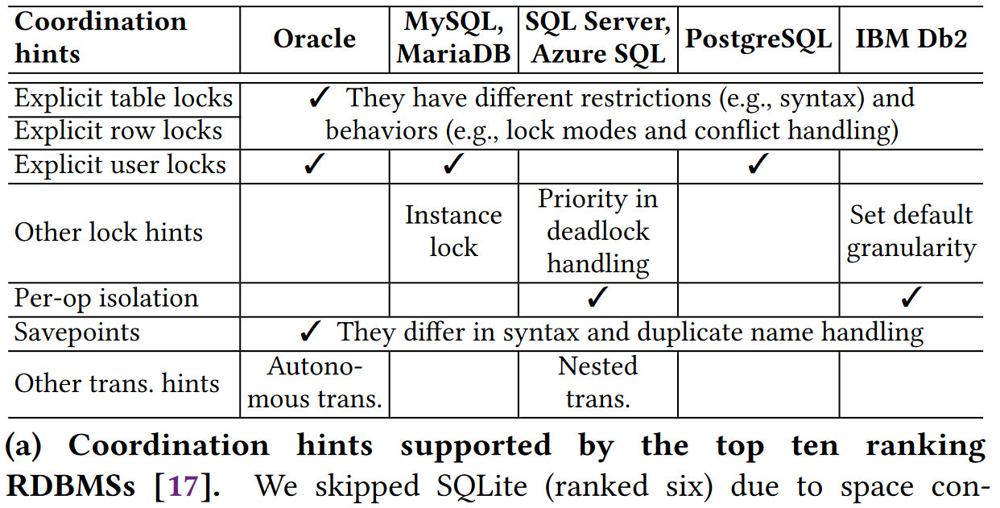 Coordination hints | Oracle | MySQL, MariaDB | SQL Server, Azure SQL | PostgreSQL | IBM Db2
Explicit table locks | ✓ They have different restrictions (e.g., syntax) and
Explicit row locks | behaviors (e.g., lock modes and conflict handling)
Explicit user locks | ✓ | ✓ | | ✓ |
Other lock hints | | Instance lock | Priority in deadlock handling | | Set default granularity
Per-op isolation | | | ✓ | | ✓
Savepoints | ✓ They differ in syntax and duplicate name handling
Other trans. hints | Autono-mous trans. | | Nested trans. | |
(a) Coordination hints supported by the top ten ranking
RDBMSs [17]. We skipped SQLite (ranked six) due to space con-